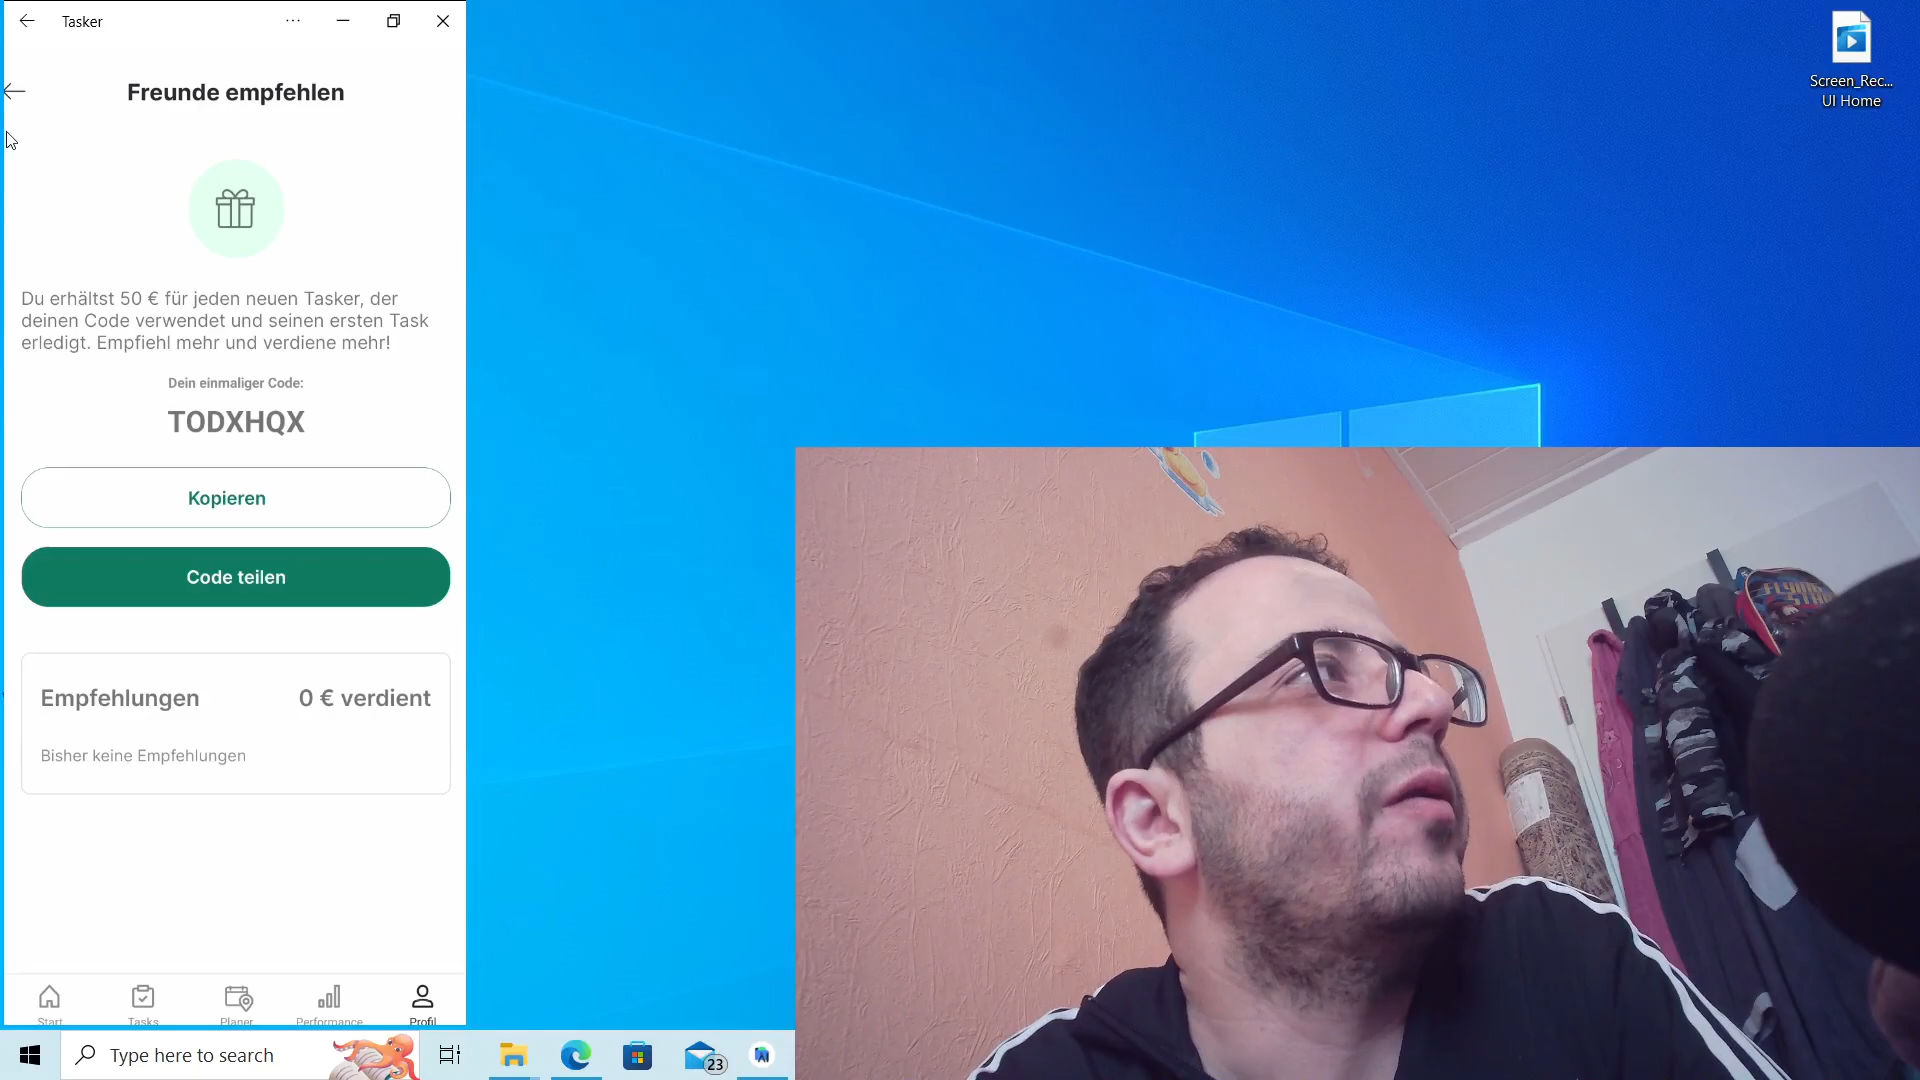 Tasker
Freunde empfehlen
Du erhältst 50 € für jeden neuen Tasker, der
deinen Code verwendet und seinen ersten Task
erledigt. Empfiehl mehr und verdiene mehr!
Dein einmaliger Code:
TODXHQX
Kopieren
Code teilen
Empfehlungen
0 € verdient
Bisher keine Empfehlungen
Start
Tasks
Planer
Performance
Profil
Type here to search
23
Screen_Rec...
UI Home
FLYING